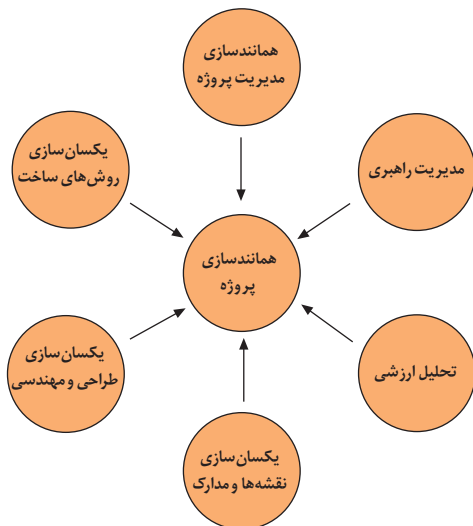 همانندسازی
مدیریت پروژه
مدیریت راهبری
یکسان‌سازی
روش‌های ساخت
همانندسازی
پروژه
تحلیل ارزشی
یکسان‌سازی
طراحی و مهندسی
یکسان‌سازی
نقشه‌ها و مدارک